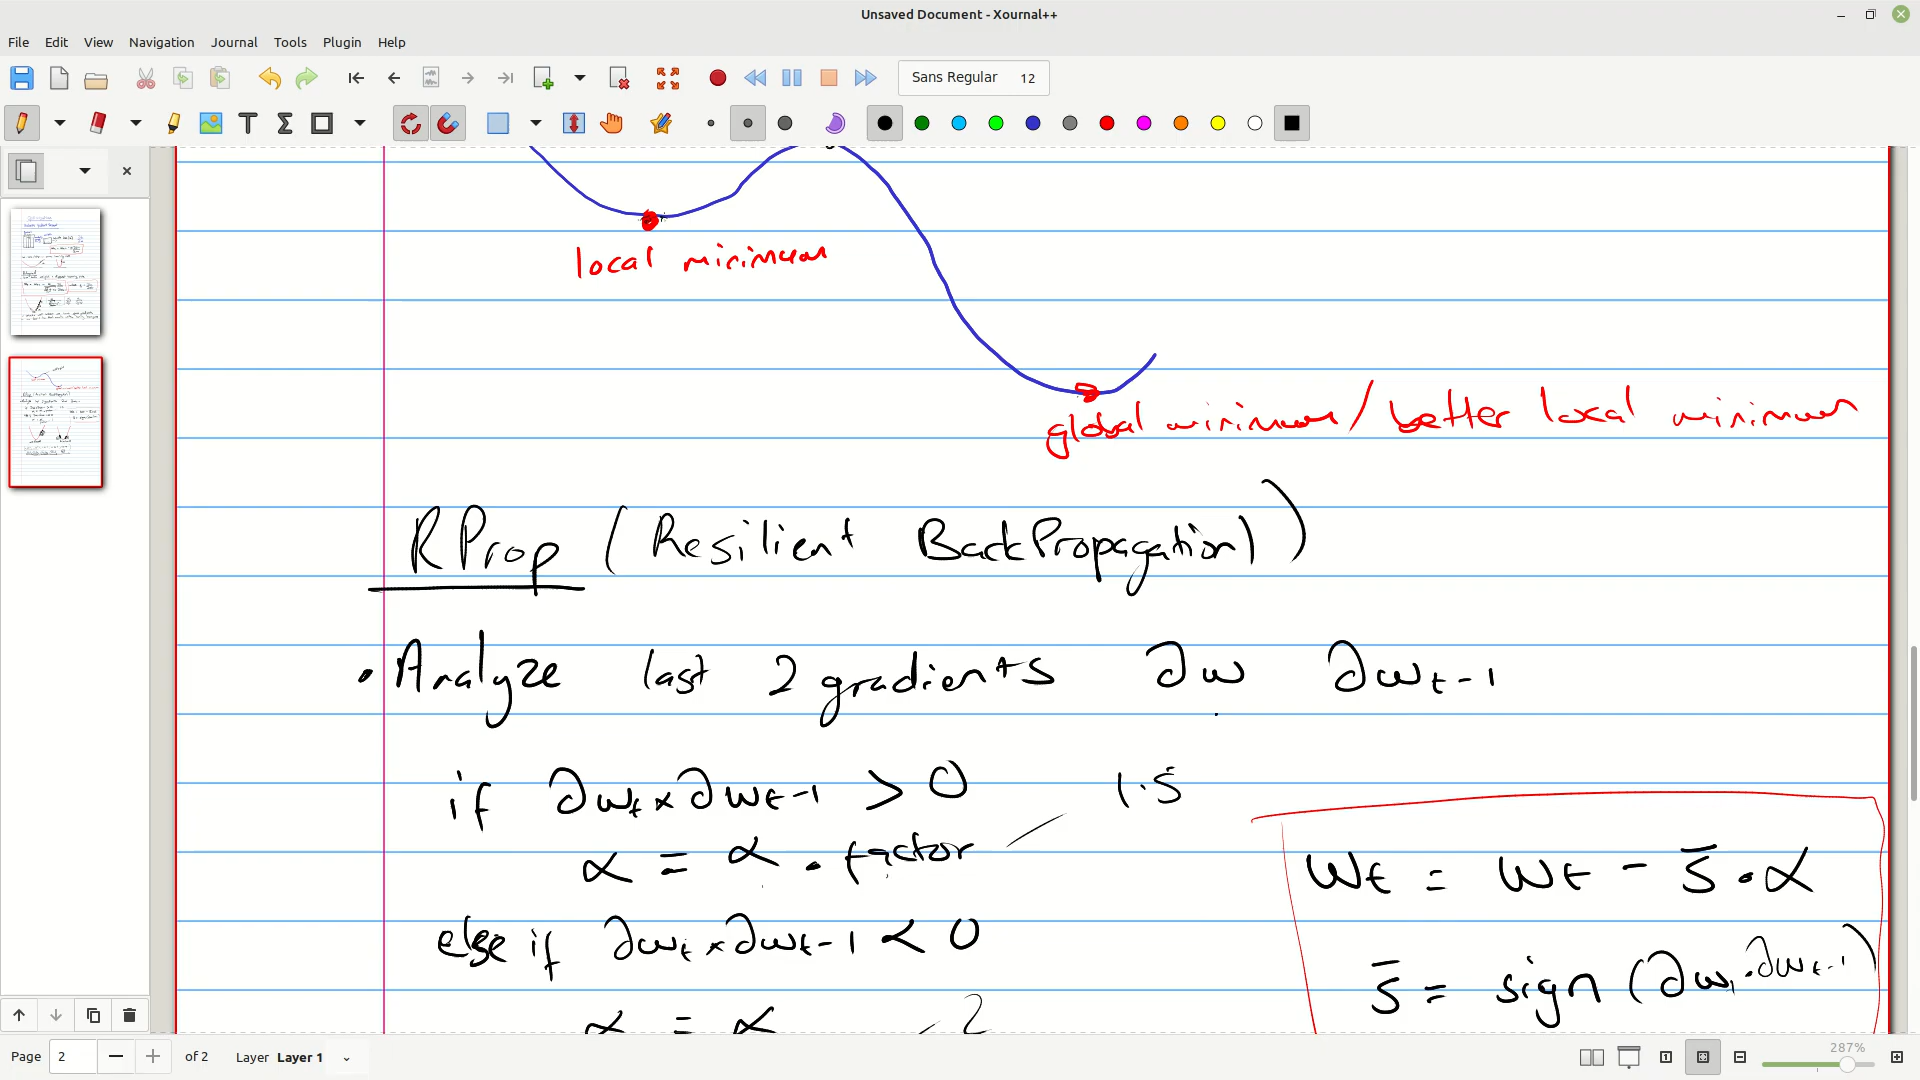 Unsaved Document - Xournal++
File Edit View Navigation Journal Tools Plugin Help
Sans Regular 12
local minimum
global minimum / better local minimum
RProp (Resilient BackPropagation)
• Analyze last 2 gradients ∂w ∂wt-1
if ∂wt × ∂wt-1 > 0 1.5
α = α • factor
wt = wt - s̄ • α
else if ∂wt × ∂wt-1 < 0
s̄ = sign (∂wt • ∂wt-1)
α = α 2
Page 2 of 2 Layer Layer 1 287%